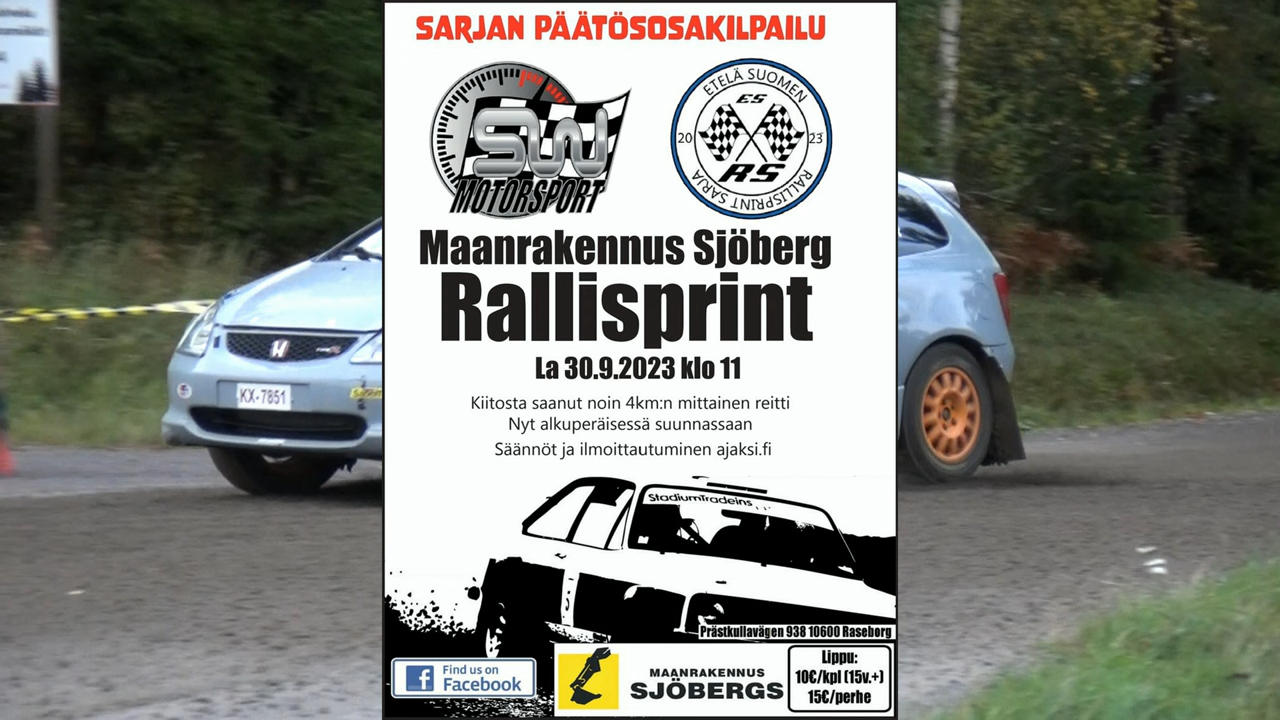 SARJAN PÄÄTÖSOSAKILPAILU
SW
MOTORSPORT
ETELÄ SUOMEN
ES
20 23
RS
RALLISPRINT SARJA
Maanrakennus Sjöberg
Rallisprint
La 30.9.2023 klo 11
Kiitosta saanut noin 4km:n mittainen reitti
Nyt alkuperäisessä suunnassaan
Säännöt ja ilmoittautuminen ajaksi.fi
KX-7851
StadiumTradeins
Prästkullavägen 938 10600 Raseborg
Find us on
Facebook
MAANRAKENNUS
SJÖBERGS
Lippu:
10€/kpl (15v.+)
15€/perhe